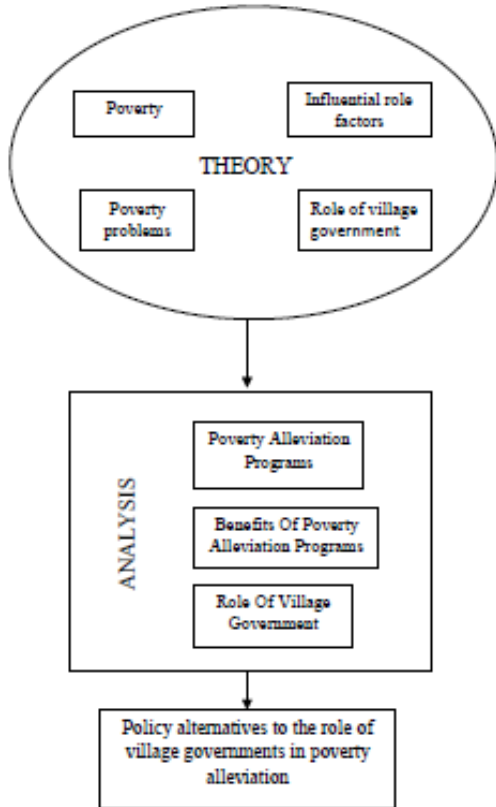 Poverty
Influential role
factors
THEORY
Poverty
problems
Role of village
government
ANALYSIS
Poverty Alleviation
Programs
Benefits Of Poverty
Alleviation Programs
Role Of Village
Government
Policy alternatives to the role of
village governments in poverty
alleviation